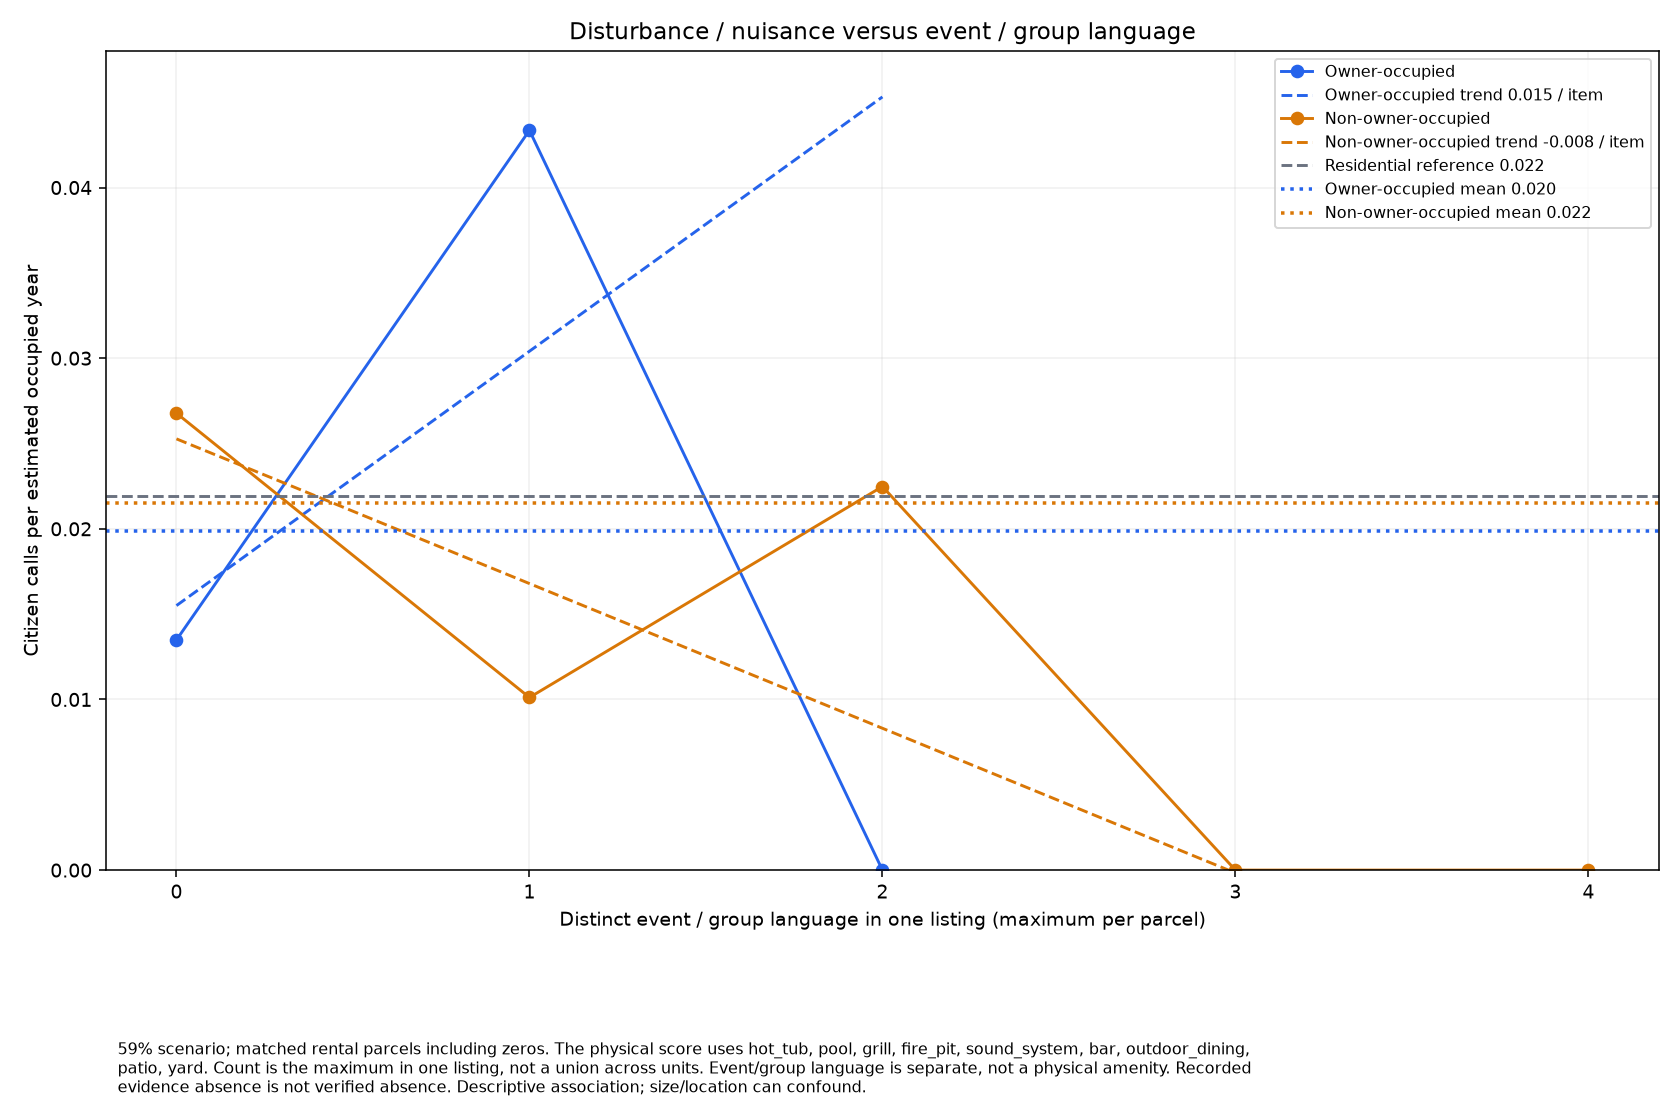 Disturbance / nuisance versus event / group language
Owner-occupied
Owner-occupied trend 0.015 / item
Non-owner-occupied
Non-owner-occupied trend -0.008 / item
Residential reference 0.022
Owner-occupied mean 0.020
Non-owner-occupied mean 0.022
Citizen calls per estimated occupied year
0.04
0.03
0.02
0.01
0.00
0 1 2 3 4
Distinct event / group language in one listing (maximum per parcel)
59% scenario; matched rental parcels including zeros. The physical score uses hot_tub, pool, grill, fire_pit, sound_system, bar, outdoor_dining,
patio, yard. Count is the maximum in one listing, not a union across units. Event/group language is separate, not a physical amenity. Recorded
evidence absence is not verified absence. Descriptive association; size/location can confound.